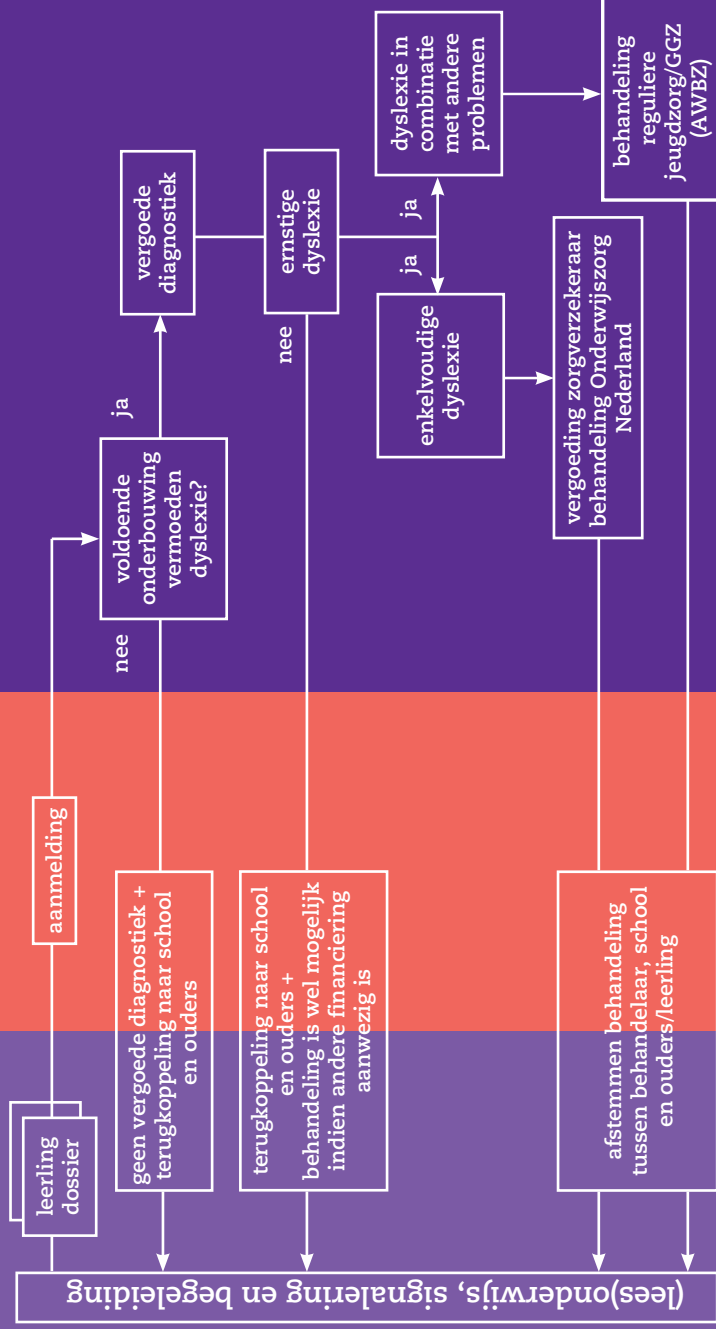 (lees)onderwijs, signalering en begeleiding
leerling
dossier
aanmelding
voldoende
onderbouwing
vermoeden
dyslexie?
nee
ja
geen vergoede diagnostiek +
terugkoppeling naar school
en ouders
vergoede
diagnostiek
ernstige
dyslexie
nee
terugkoppeling naar school
en ouders +
behandeling is wel mogelijk
indien andere financiering
aanwezig is
ja
ja
enkelvoudige
dyslexie
dyslexie in
combinatie
met andere
problemen
vergoeding zorgverzekeraar
behandeling Onderwijszorg
Nederland
behandeling
reguliere
jeugdzorg/GGZ
(AWBZ)
afstemmen behandeling
tussen behandelaar, school
en ouders/leerling